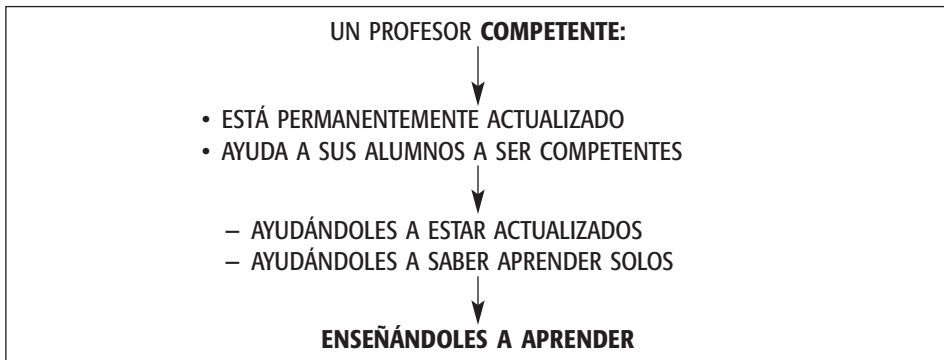 UN PROFESOR COMPETENTE:
• ESTÁ PERMANENTEMENTE ACTUALIZADO
• AYUDA A SUS ALUMNOS A SER COMPETENTES
– AYUDÁNDOLES A ESTAR ACTUALIZADOS
– AYUDÁNDOLES A SABER APRENDER SOLOS
ENSEÑÁNDOLES A APRENDER